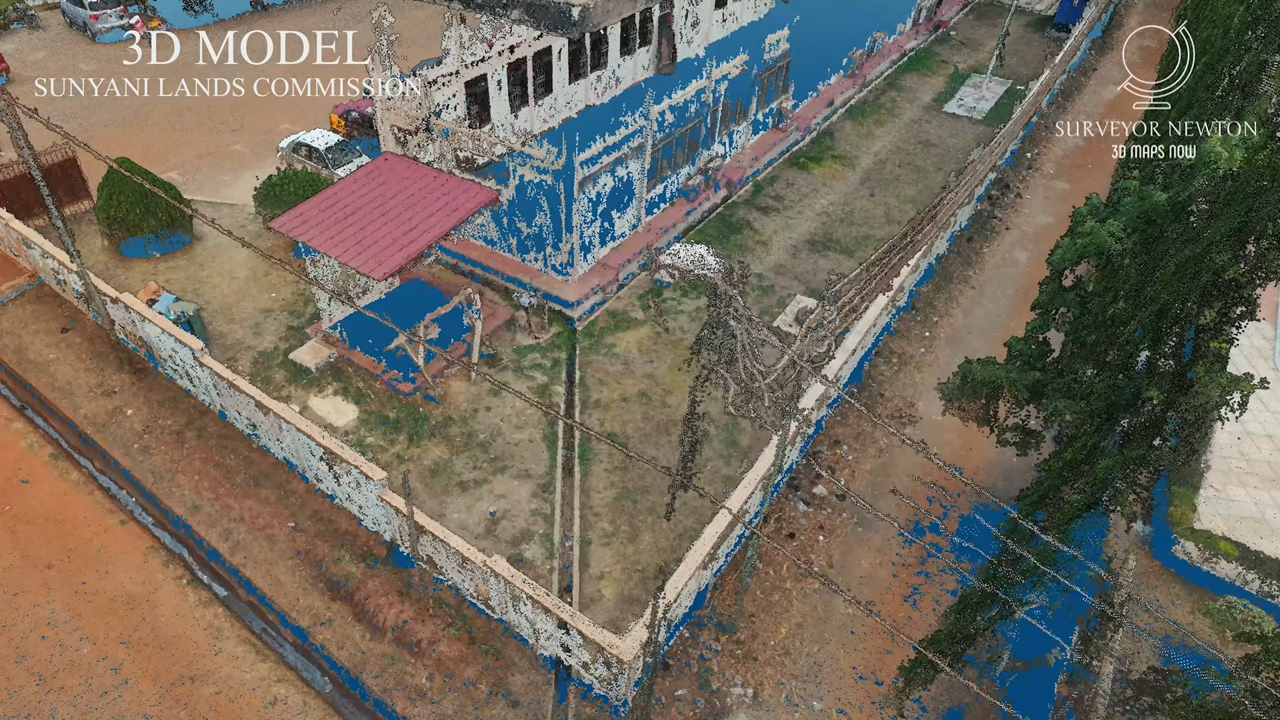 3D MODEL
SUNYANI LANDS COMMISSION
SURVEYOR NEWTON
3D MAPS NOW